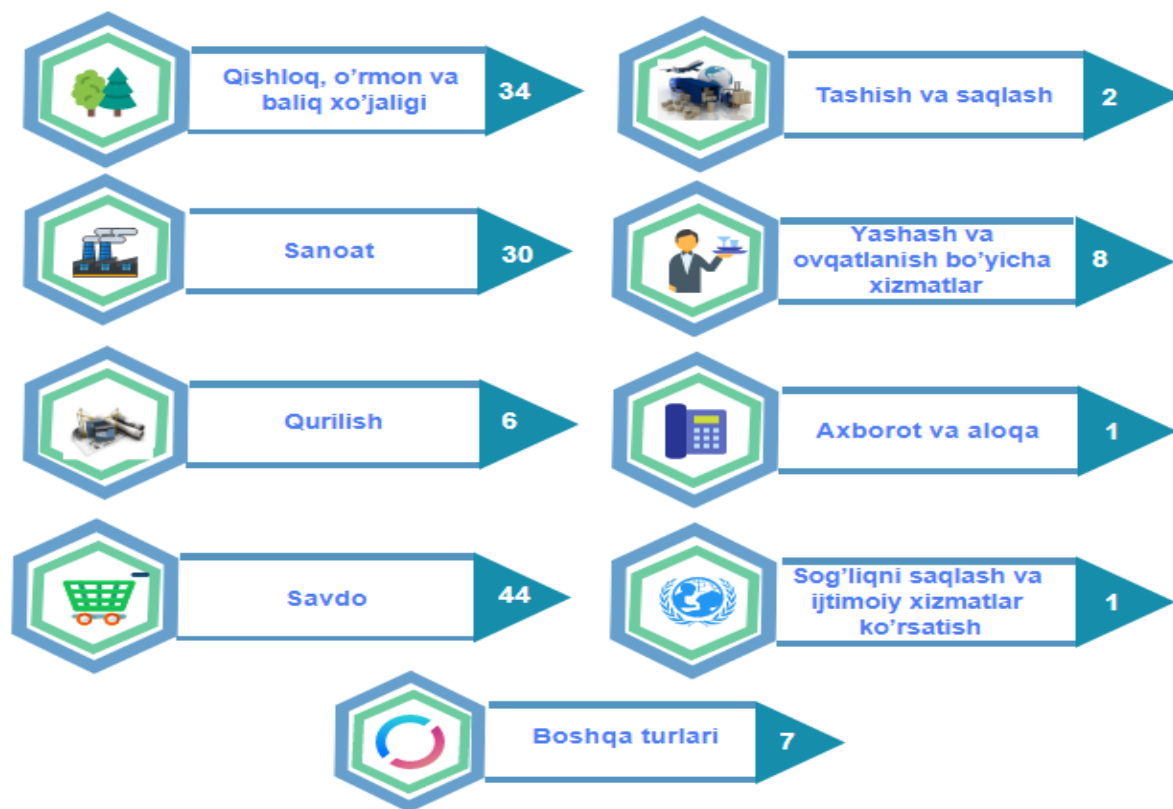 Qishloq, o’rmon va
baliq xo’jaligi
34
Tashish va saqlash
2
Sanoat
30
Yashash va
ovqatlanish bo’yicha
xizmatlar
8
Qurilish
6
Axborot va aloqa
1
Savdo
44
Sog’liqni saqlash va
ijtimoiy xizmatlar
ko’rsatish
1
Boshqa turlari
7